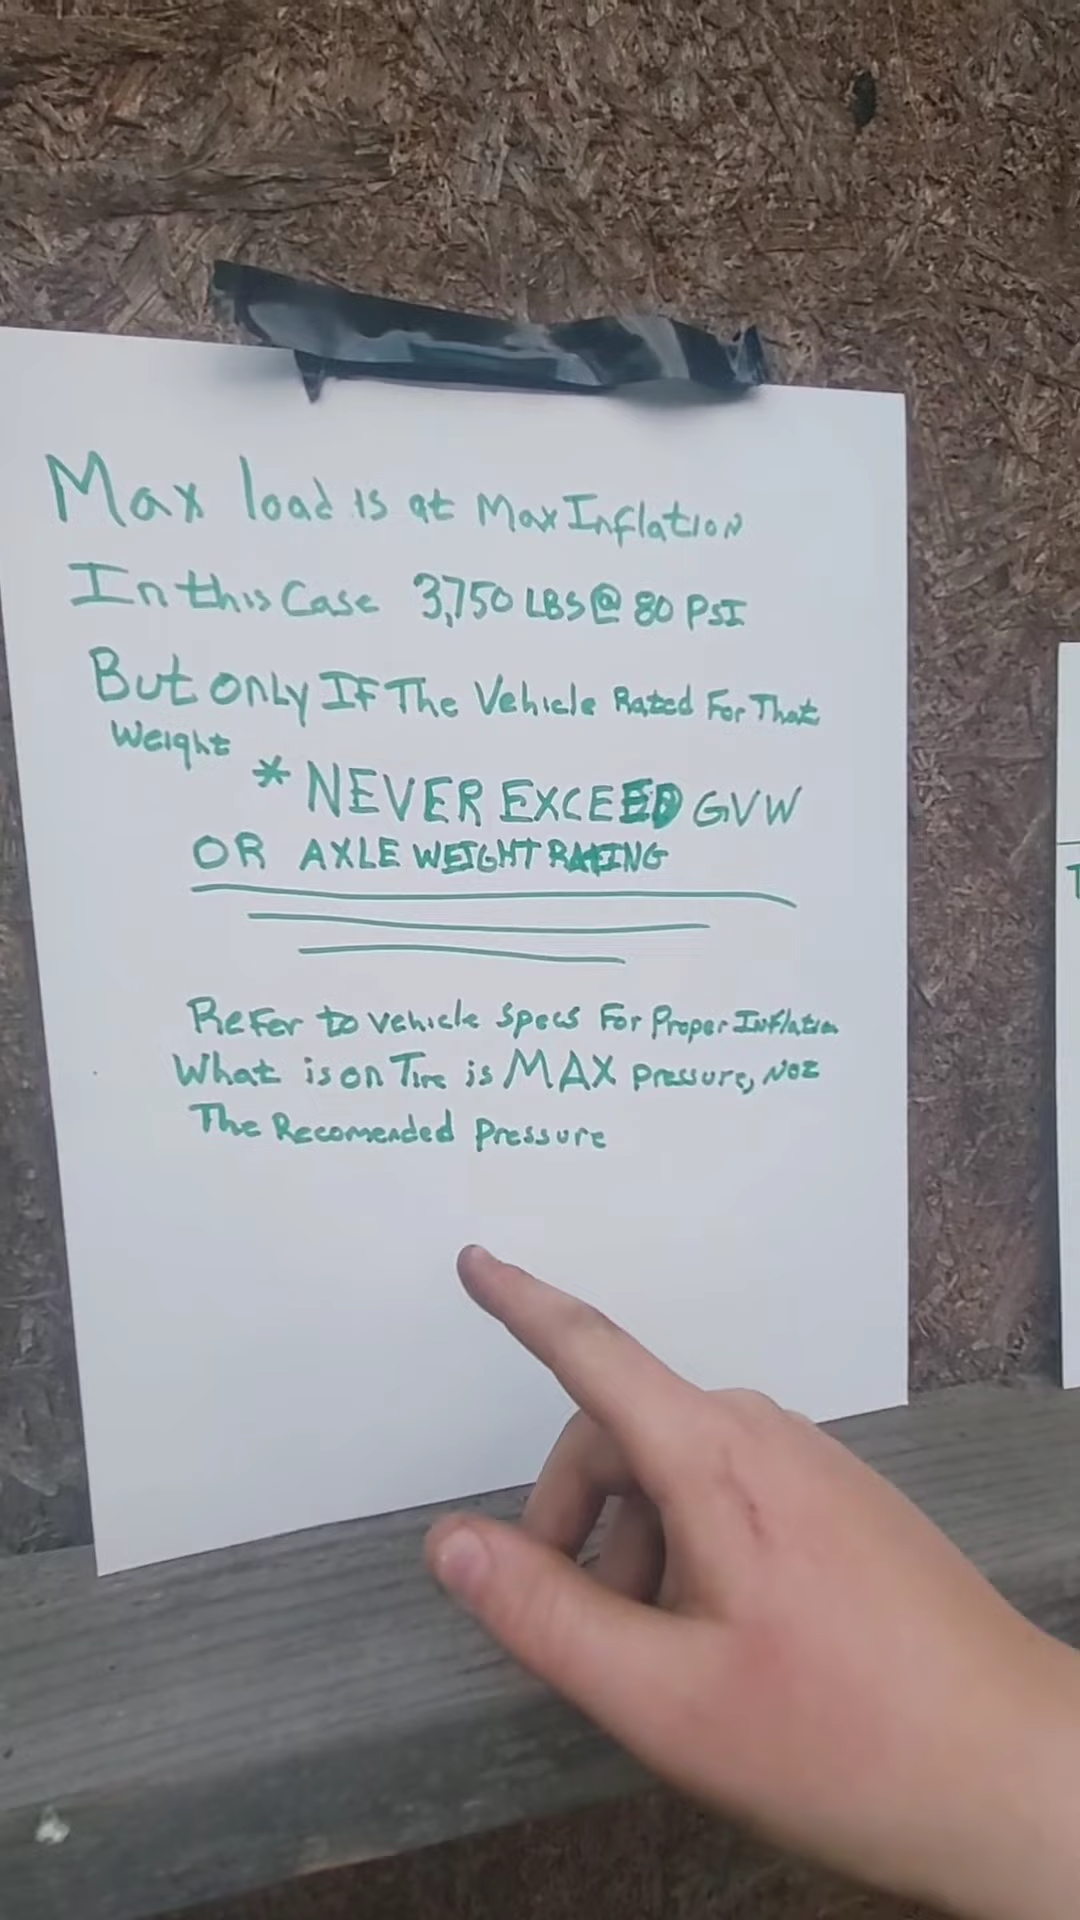 Max load is at Max Inflation
In this Case 3,750 LBS @ 80 PSI
But only IF The Vehicle Rated For That
Weight
* NEVER EXCEED GVW
OR AXLE WEIGHT RATING
Refer to vehicle specs For Proper Inflation
What is on Tire is MAX pressure, Not
The Recomended Pressure
T